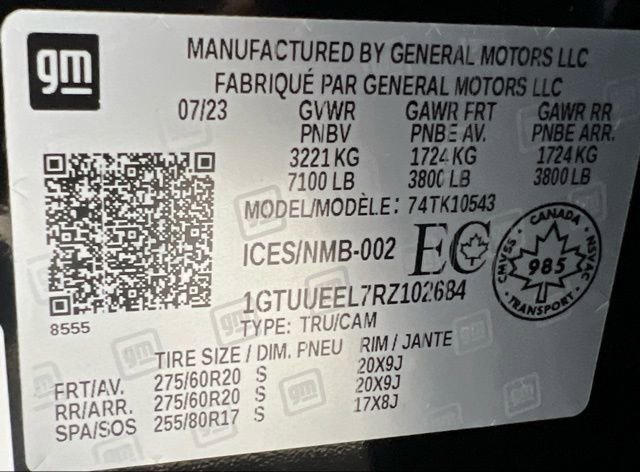 gm
MANUFACTURED BY GENERAL MOTORS LLC
FABRIQUÉ PAR GENERAL MOTORS LLC
07/23 GVWR GAWR FRT GAWR RR
PNBV PNBE AV. PNBE ARR.
3221 KG 1724 KG 1724 KG
7100 LB 3800 LB 3800 LB
MODEL/MODÈLE: 74TK10543
ICES/NMB-002 EC
CANADA
CMVSS 985 NSVAC
TRANSPORT
1GTUUEEL7RZ102684
8555
TYPE: TRU/CAM
TIRE SIZE / DIM. PNEU RIM / JANTE
FRT/AV. 275/60R20 S 20X9J
RR/ARR. 275/60R20 S 20X9J
SPA/SOS 255/80R17 S 17X8J